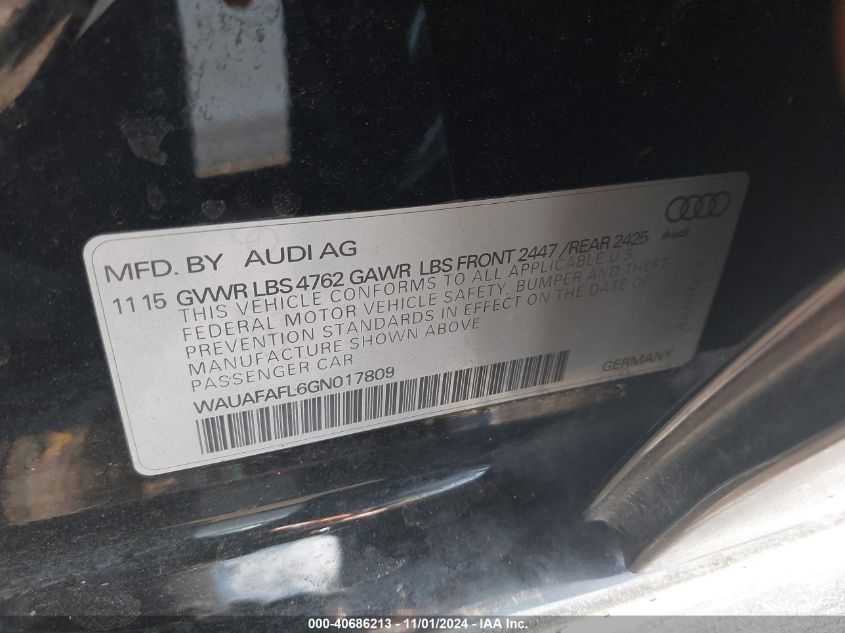 MFD. BY AUDI AG
Audi
11 15 GVWR LBS 4762 GAWR LBS FRONT 2447 /REAR 2425
THIS VEHICLE CONFORMS TO ALL APPLICABLE U.S.
FEDERAL MOTOR VEHICLE SAFETY, BUMPER AND THEFT
PREVENTION STANDARDS IN EFFECT ON THE DATE OF
MANUFACTURE SHOWN ABOVE
PASSENGER CAR
GERMANY
WAUAFAFL6GN017809
000-40686213 - 11/01/2024 - IAA Inc.